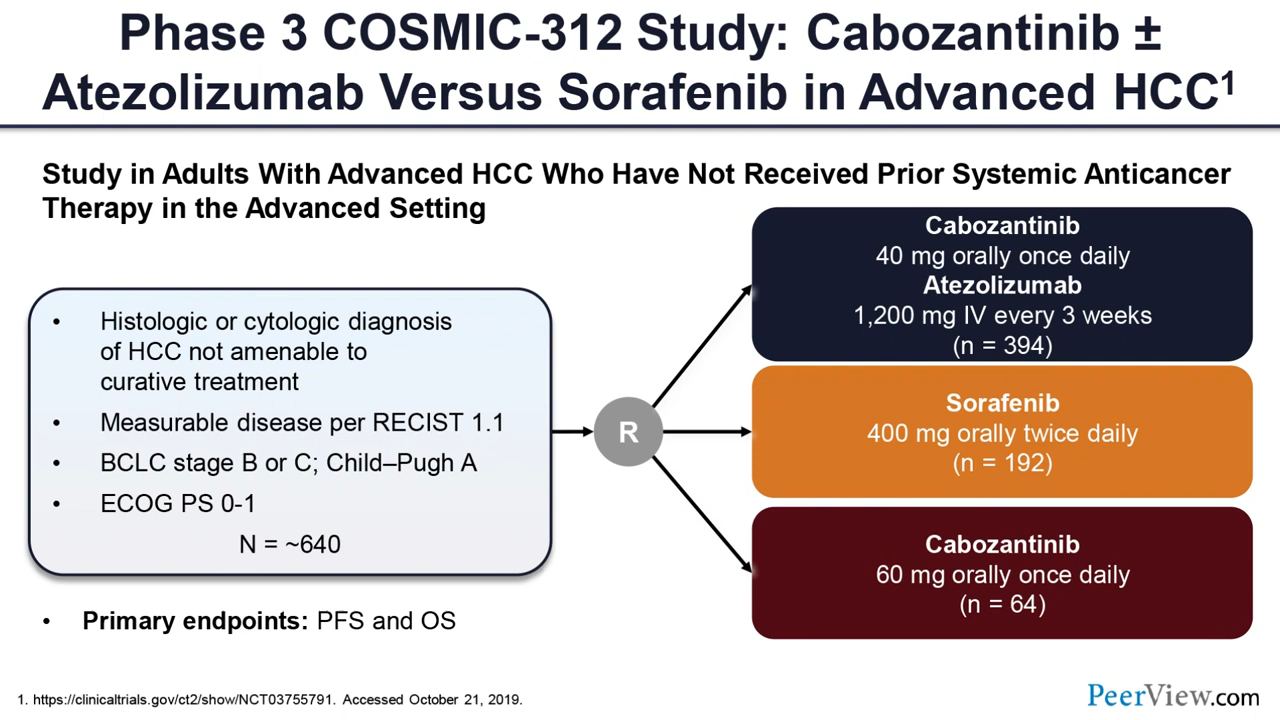 Phase 3 COSMIC-312 Study: Cabozantinib ±
Atezolizumab Versus Sorafenib in Advanced HCC1
Study in Adults With Advanced HCC Who Have Not Received Prior Systemic Anticancer
Therapy in the Advanced Setting
• Histologic or cytologic diagnosis
of HCC not amenable to
curative treatment
• Measurable disease per RECIST 1.1
• BCLC stage B or C; Child–Pugh A
• ECOG PS 0-1
N = ~640
R
Cabozantinib
40 mg orally once daily
Atezolizumab
1,200 mg IV every 3 weeks
(n = 394)
Sorafenib
400 mg orally twice daily
(n = 192)
Cabozantinib
60 mg orally once daily
(n = 64)
• Primary endpoints: PFS and OS
1. https://clinicaltrials.gov/ct2/show/NCT03755791. Accessed October 21, 2019.
PeerView.com